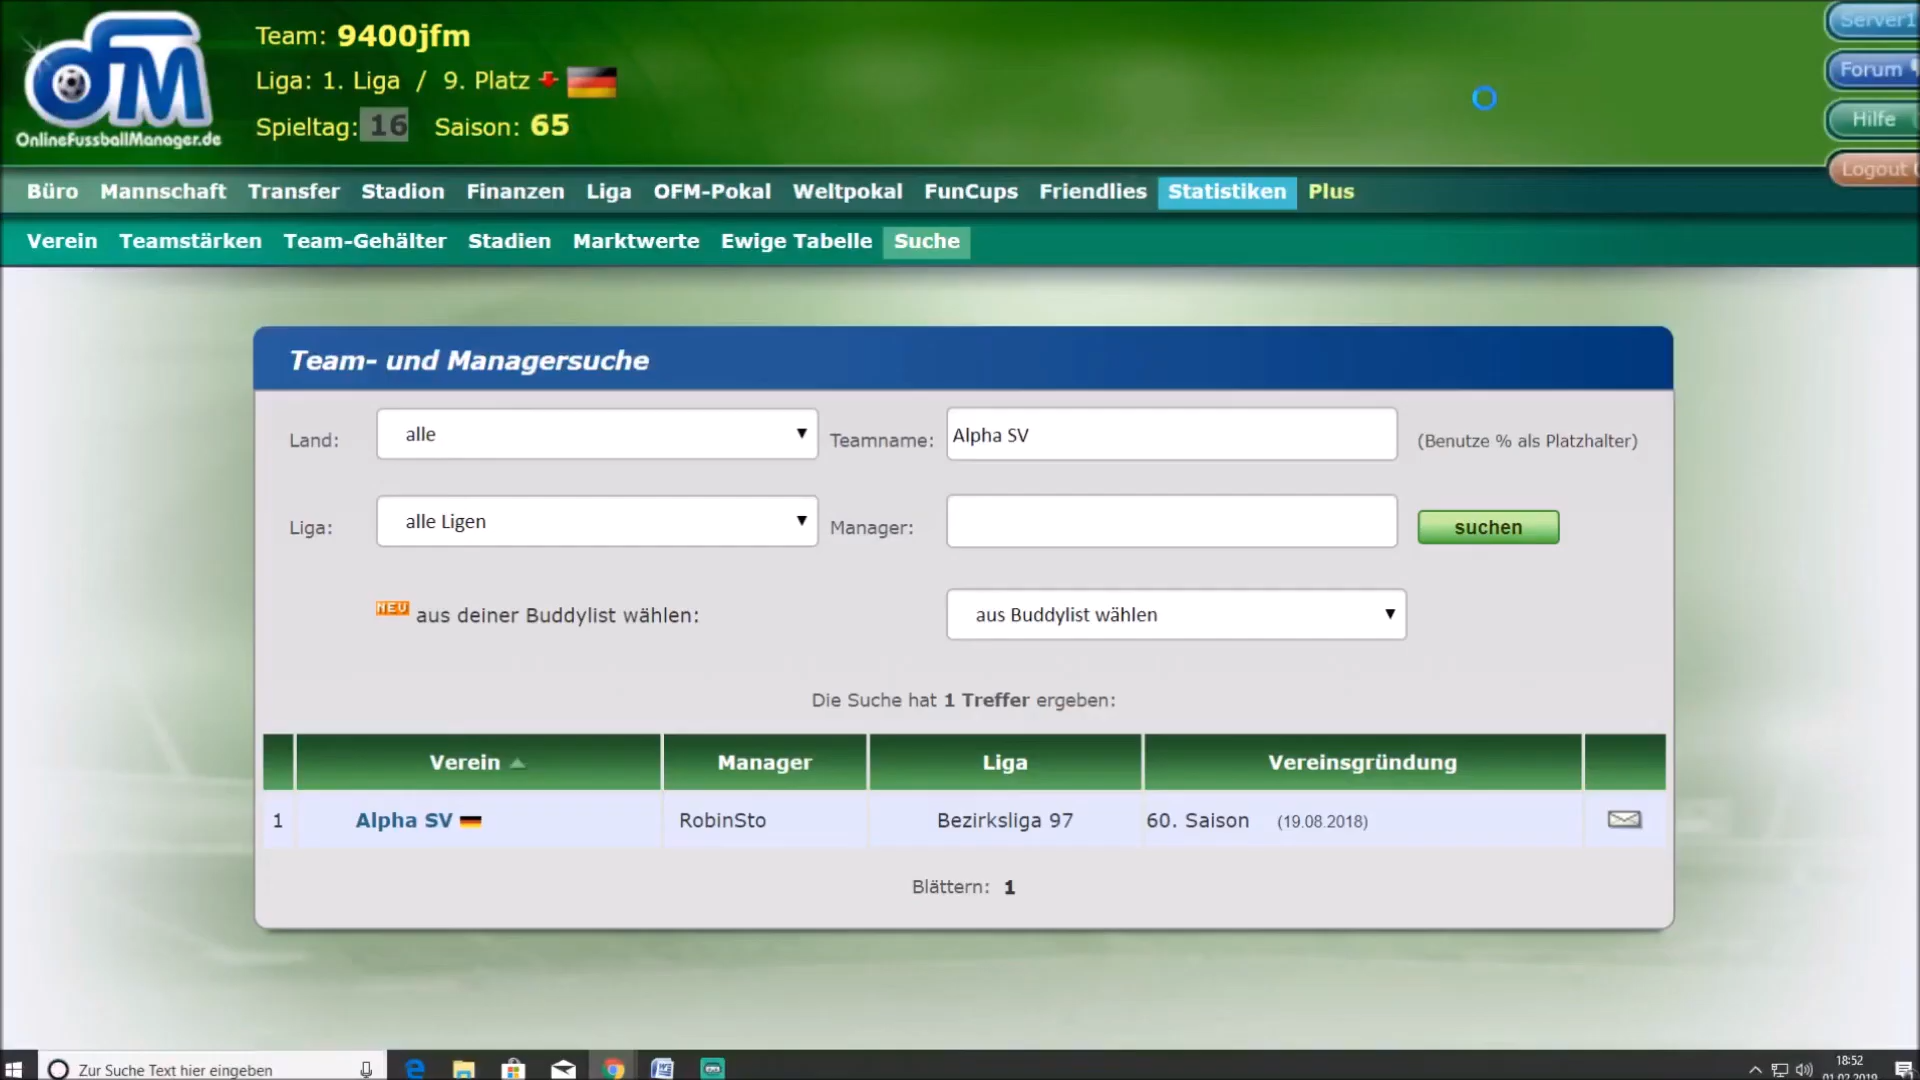 OFM
OnlineFussballManager.de
Team: 9400jfm
Liga: 1. Liga / 9. Platz
Spieltag: 16 Saison: 65
Server1
Forum
Hilfe
Logout
Büro Mannschaft Transfer Stadion Finanzen Liga OFM-Pokal Weltpokal FunCups Friendlies Statistiken Plus
Verein Teamstärken Team-Gehälter Stadien Marktwerte Ewige Tabelle Suche
Team- und Managersuche
Land: alle Teamname: Alpha SV (Benutze % als Platzhalter)
Liga: alle Ligen Manager: suchen
NEU aus deiner Buddylist wählen: aus Buddylist wählen
Die Suche hat 1 Treffer ergeben:
Verein Manager Liga Vereinsgründung
1 Alpha SV RobinSto Bezirksliga 97 60. Saison (19.08.2018)
Blättern: 1
Zur Suche Text hier eingeben
18:52
01.02.2019